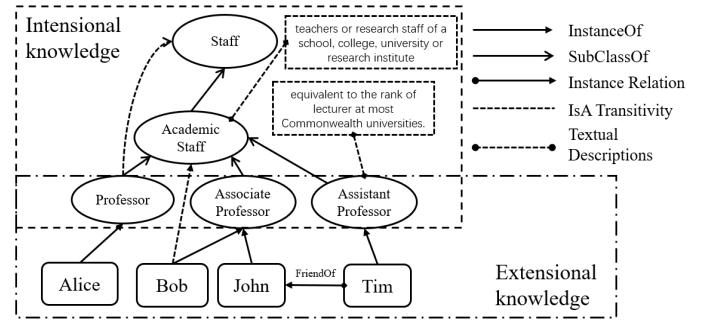 Intensional
knowledge
Staff
teachers or research staff of a
school, college, university or
research institute
equivalent to the rank of
lecturer at most
Commonwealth universities.
Academic
Staff
Professor
Associate
Professor
Assistant
Professor
Alice
Bob
John
FriendOf
Tim
Extensional
knowledge
InstanceOf
SubClassOf
Instance Relation
IsA Transitivity
Textual
Descriptions